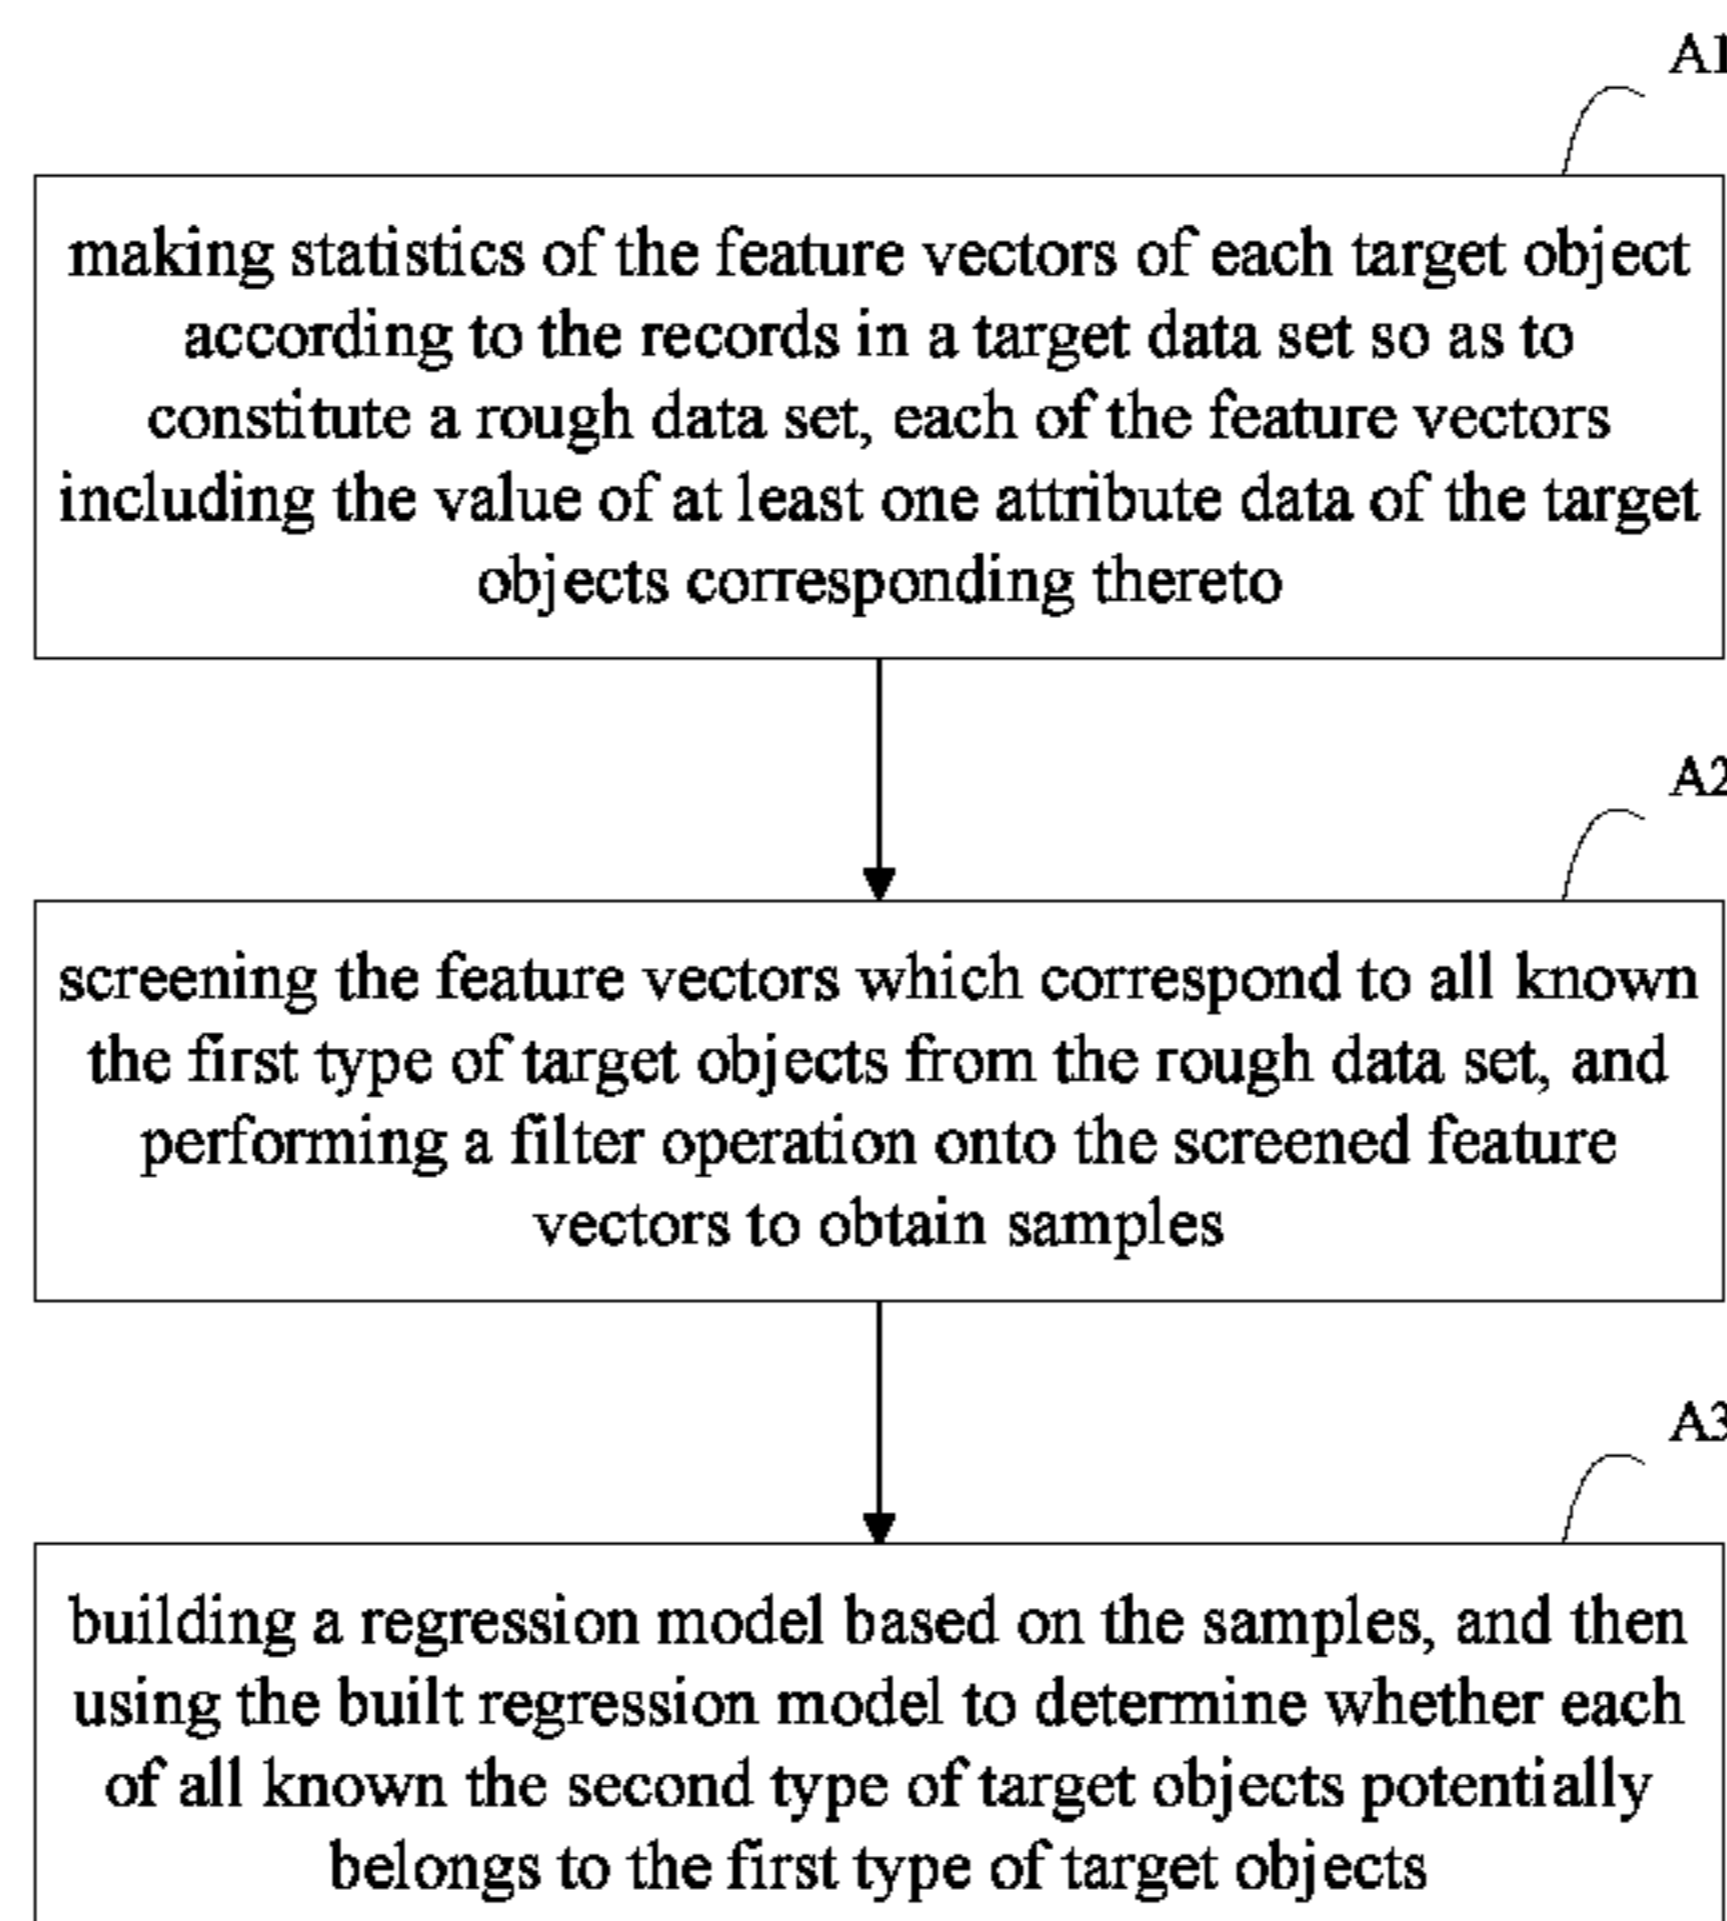 A1
making statistics of the feature vectors of each target object
according to the records in a target data set so as to
constitute a rough data set, each of the feature vectors
including the value of at least one attribute data of the target
objects corresponding thereto
A2
screening the feature vectors which correspond to all known
the first type of target objects from the rough data set, and
performing a filter operation onto the screened feature
vectors to obtain samples
A3
building a regression model based on the samples, and then
using the built regression model to determine whether each
of all known the second type of target objects potentially
belongs to the first type of target objects